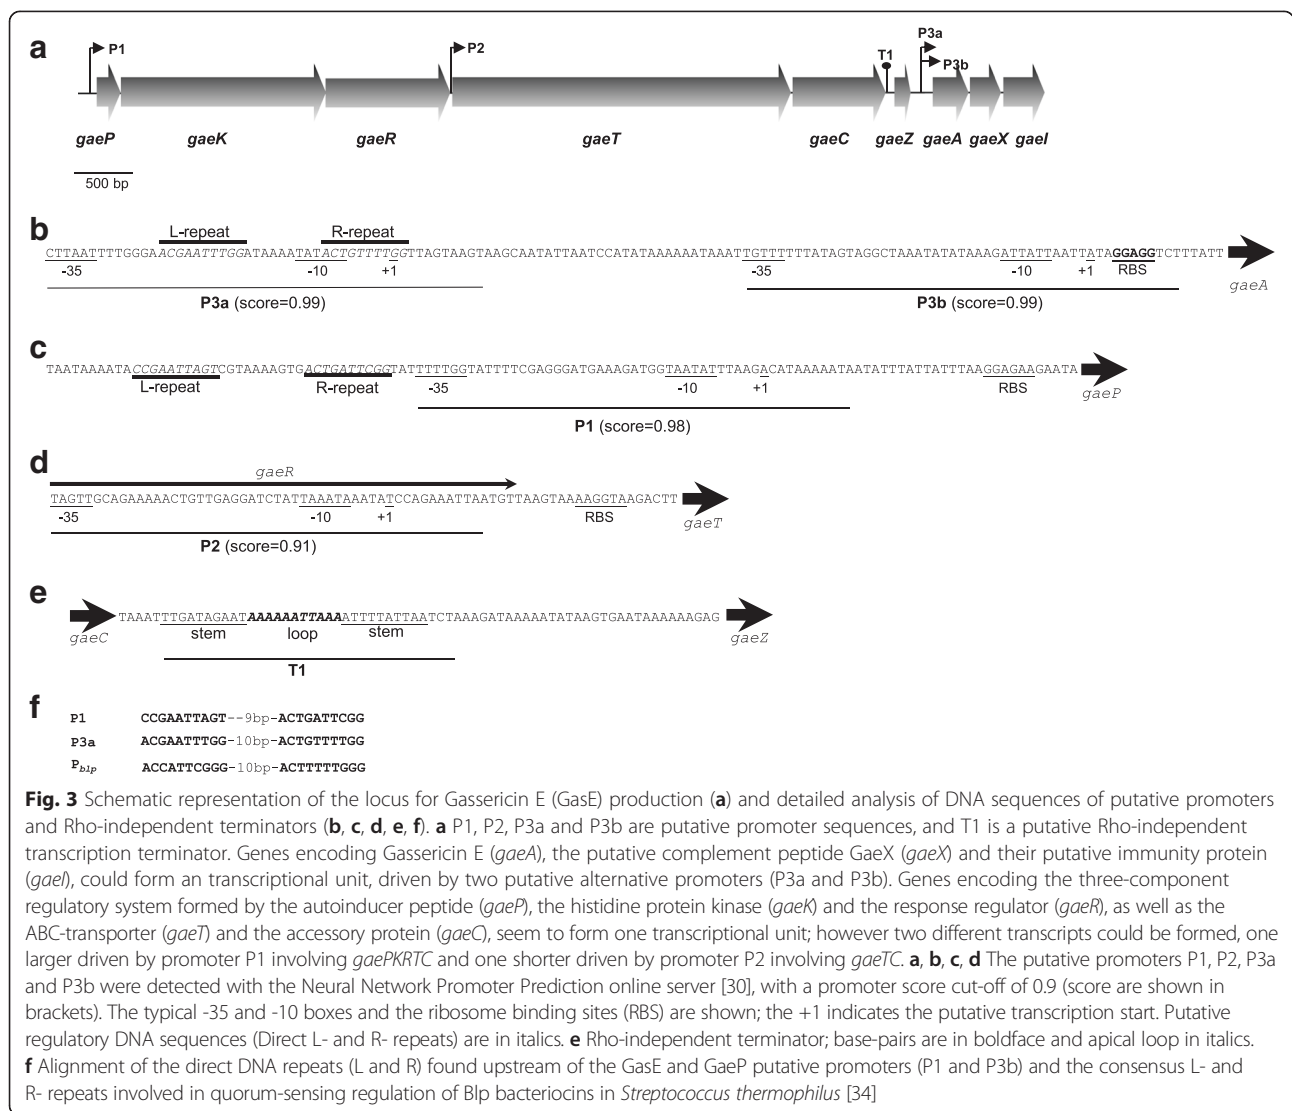 a
P1
P2
T1
P3a
P3b
gaeP gaeK gaeR gaeT gaeC gaeZ gaeA gaeX gaeI
500 bp
b
L-repeat R-repeat
CTTAATTTTGGGAACGAATTTGGATAAAATATACTGTTTTGGTTAGTAAGTAAGCAATATTAATCCATATAAAAAATAAATTGTTTTTTATAGTAGGCTAAATATATAAAGATTATTAATTATAGGAGGTCTTTATT
-35 -10 +1 -35 -10 +1 RBS
P3a (score=0.99) P3b (score=0.99)
gaeA
c
TAATAAAATACCGAATTAGTCGTAAAAGTGACTGATTCGGTATTTTTGGTATTTTCGAGGGATGAAAGATGGTAATATTTAAGACATAAAAATAATATTTATTATTTAAGGAGAAGAATA
L-repeat R-repeat -35 -10 +1 RBS
gaeP
P1 (score=0.98)
d
gaeR
TAGTTGCAGAAAAACTGTTGAGGATCTATTAAATAAATATCCAGAAATTAATGTTAAGTAAAAGGTAAGACTT
-35 -10 +1 RBS
gaeT
P2 (score=0.91)
e
TAAATTTGATAGAATAAAAAATTAAAATTTTATTAATCTAAAGATAAAAATATAAGTGAATAAAAAAGAG
gaeC stem loop stem gaeZ
T1
f
P1 CCGAATTAGT--9bp-ACTGATTCGG
P3a ACGAATTTGG-10bp-ACTGTTTTGG
Pblp ACCATTCGGG-10bp-ACTTTTTGGG
Fig. 3 Schematic representation of the locus for Gassericin E (GasE) production (a) and detailed analysis of DNA sequences of putative promoters
and Rho-independent terminators (b, c, d, e, f). a P1, P2, P3a and P3b are putative promoter sequences, and T1 is a putative Rho-independent
transcription terminator. Genes encoding Gassericin E (gaeA), the putative complement peptide GaeX (gaeX) and their putative immunity protein
(gaeI), could form an transcriptional unit, driven by two putative alternative promoters (P3a and P3b). Genes encoding the three-component
regulatory system formed by the autoinducer peptide (gaeP), the histidine protein kinase (gaeK) and the response regulator (gaeR), as well as the
ABC-transporter (gaeT) and the accessory protein (gaeC), seem to form one transcriptional unit; however two different transcripts could be formed, one
larger driven by promoter P1 involving gaePKRTC and one shorter driven by promoter P2 involving gaeTC. a, b, c, d The putative promoters P1, P2, P3a
and P3b were detected with the Neural Network Promoter Prediction online server [30], with a promoter score cut-off of 0.9 (score are shown in
brackets). The typical -35 and -10 boxes and the ribosome binding sites (RBS) are shown; the +1 indicates the putative transcription start. Putative
regulatory DNA sequences (Direct L- and R- repeats) are in italics. e Rho-independent terminator; base-pairs are in boldface and apical loop in italics.
f Alignment of the direct DNA repeats (L and R) found upstream of the GasE and GaeP putative promoters (P1 and P3b) and the consensus L- and
R- repeats involved in quorum-sensing regulation of Blp bacteriocins in Streptococcus thermophilus [34]